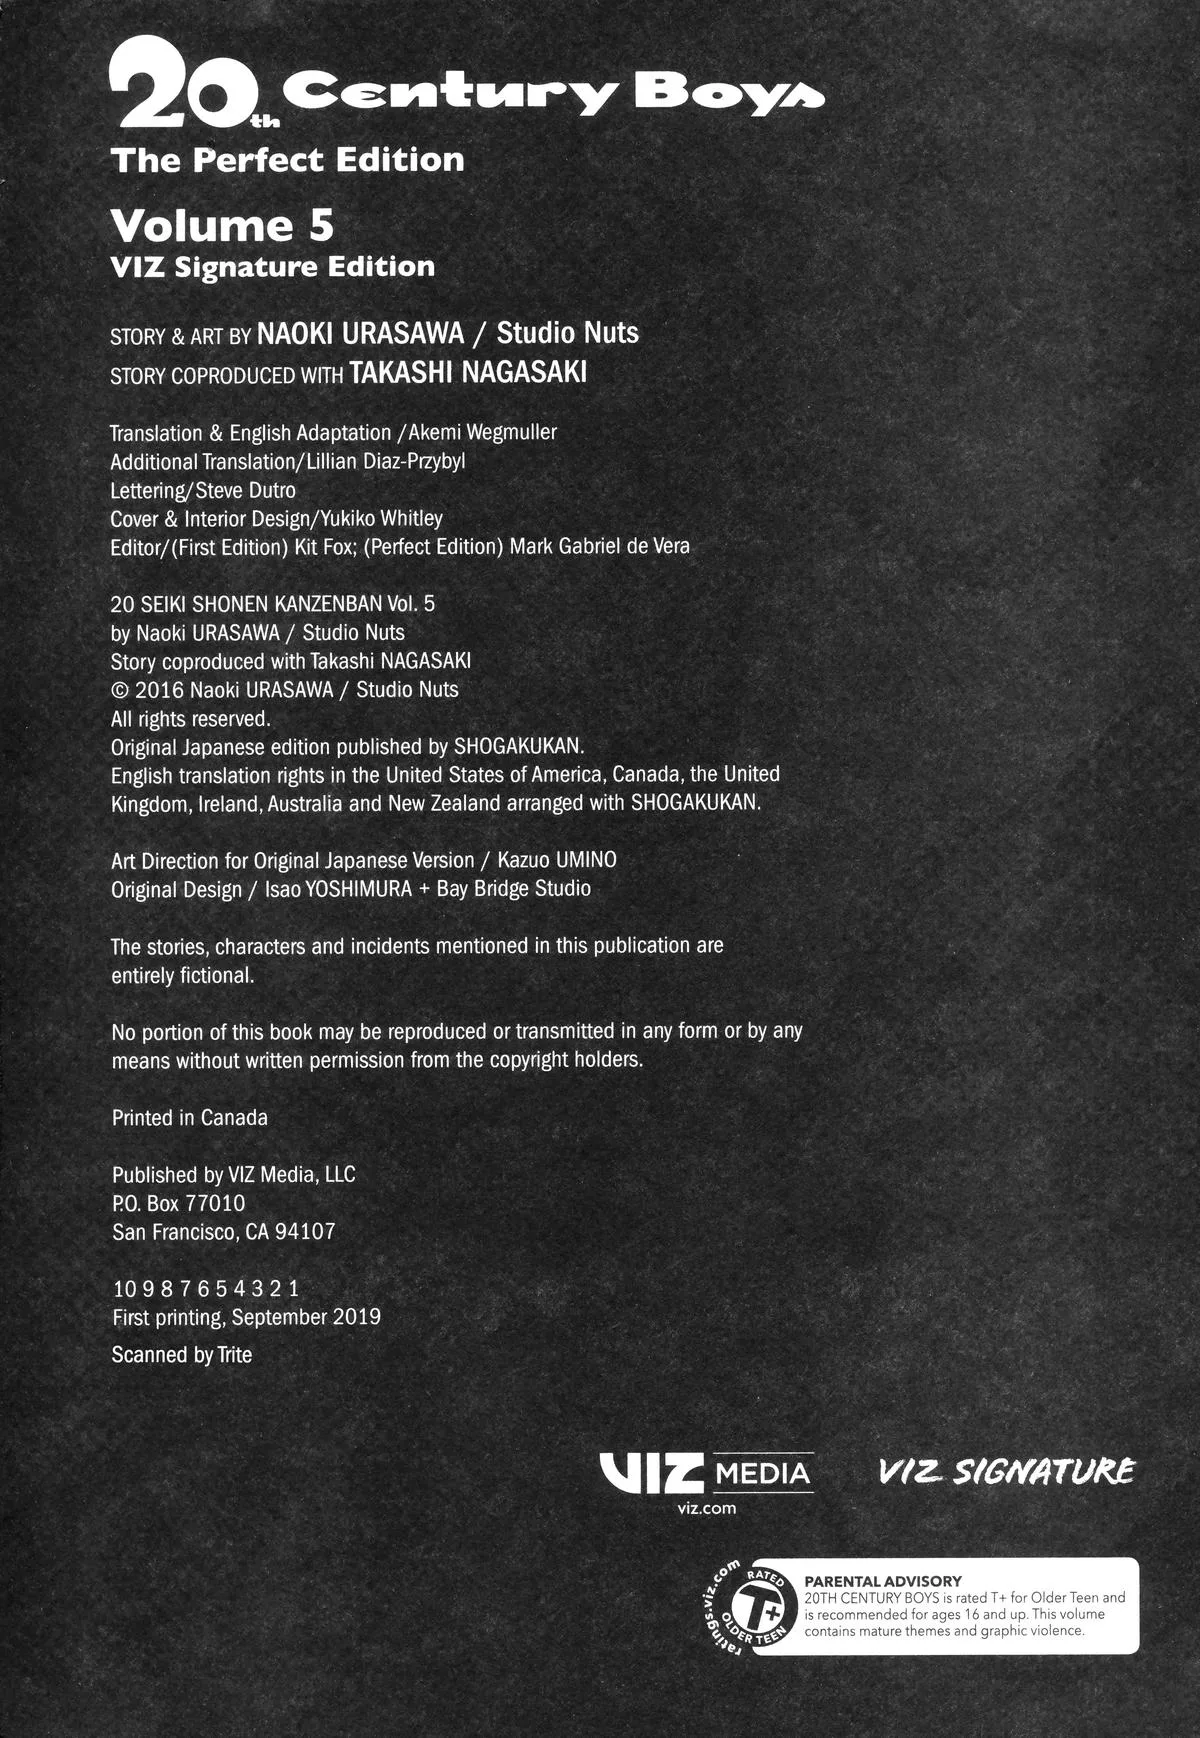 20th Century Boys
The Perfect Edition
Volume 5
VIZ Signature Edition
STORY & ART BY NAOKI URASAWA / Studio Nuts
STORY COPRODUCED WITH TAKASHI NAGASAKI
Translation & English Adaptation /Akemi Wegmuller
Additional Translation/Lillian Diaz-Przybyl
Lettering/Steve Dutro
Cover & Interior Design/Yukiko Whitley
Editor/(First Edition) Kit Fox; (Perfect Edition) Mark Gabriel de Vera
20 SEIKI SHONEN KANZENBAN Vol. 5
by Naoki URASAWA / Studio Nuts
Story coproduced with Takashi NAGASAKI
© 2016 Naoki URASAWA / Studio Nuts
All rights reserved.
Original Japanese edition published by SHOGAKUKAN.
English translation rights in the United States of America, Canada, the United
Kingdom, Ireland, Australia and New Zealand arranged with SHOGAKUKAN.
Art Direction for Original Japanese Version / Kazuo UMINO
Original Design / Isao YOSHIMURA + Bay Bridge Studio
The stories, characters and incidents mentioned in this publication are
entirely fictional.
No portion of this book may be reproduced or transmitted in any form or by any
means without written permission from the copyright holders.
Printed in Canada
Published by VIZ Media, LLC
P.O. Box 77010
San Francisco, CA 94107
10 9 8 7 6 5 4 3 2 1
First printing, September 2019
Scanned by Trite
VIZ MEDIA
viz.com
VIZ SIGNATURE
ratings.viz.com
RATED
T+
OLDER TEEN
PARENTAL ADVISORY
20TH CENTURY BOYS is rated T+ for Older Teen and
is recommended for ages 16 and up. This volume
contains mature themes and graphic violence.